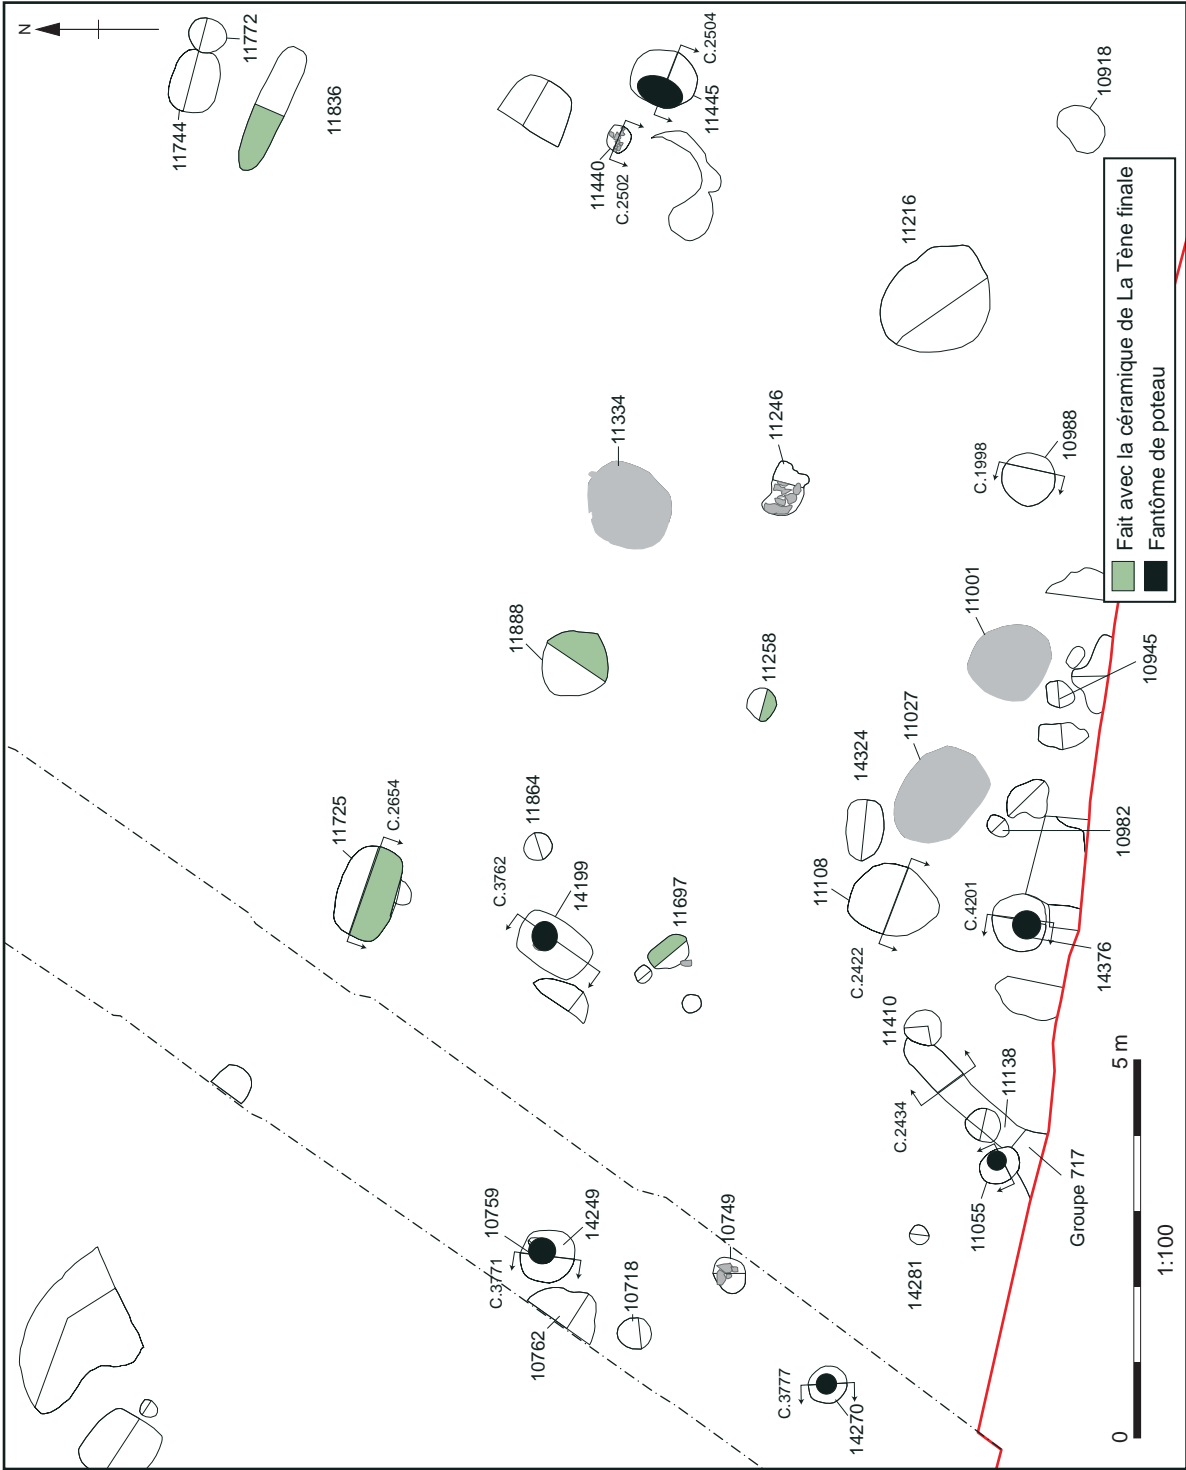 N
11772
11744
11836
C.2504
11445
11440
C.2502
10918
11216
11334
11246
C.1998
10988
11888
11258
11001
10945
11027
14324
10982
11725
C.2654
11864
C.3762
14199
11697
11108
C.2422
C.4201
14376
11410
11138
C.2434
11055
Groupe 717
14281
10759
14249
C.3771
10762
10718
10749
C.3777
14270
Fait avec la céramique de La Tène finale
Fantôme de poteau
0
5 m
1:100